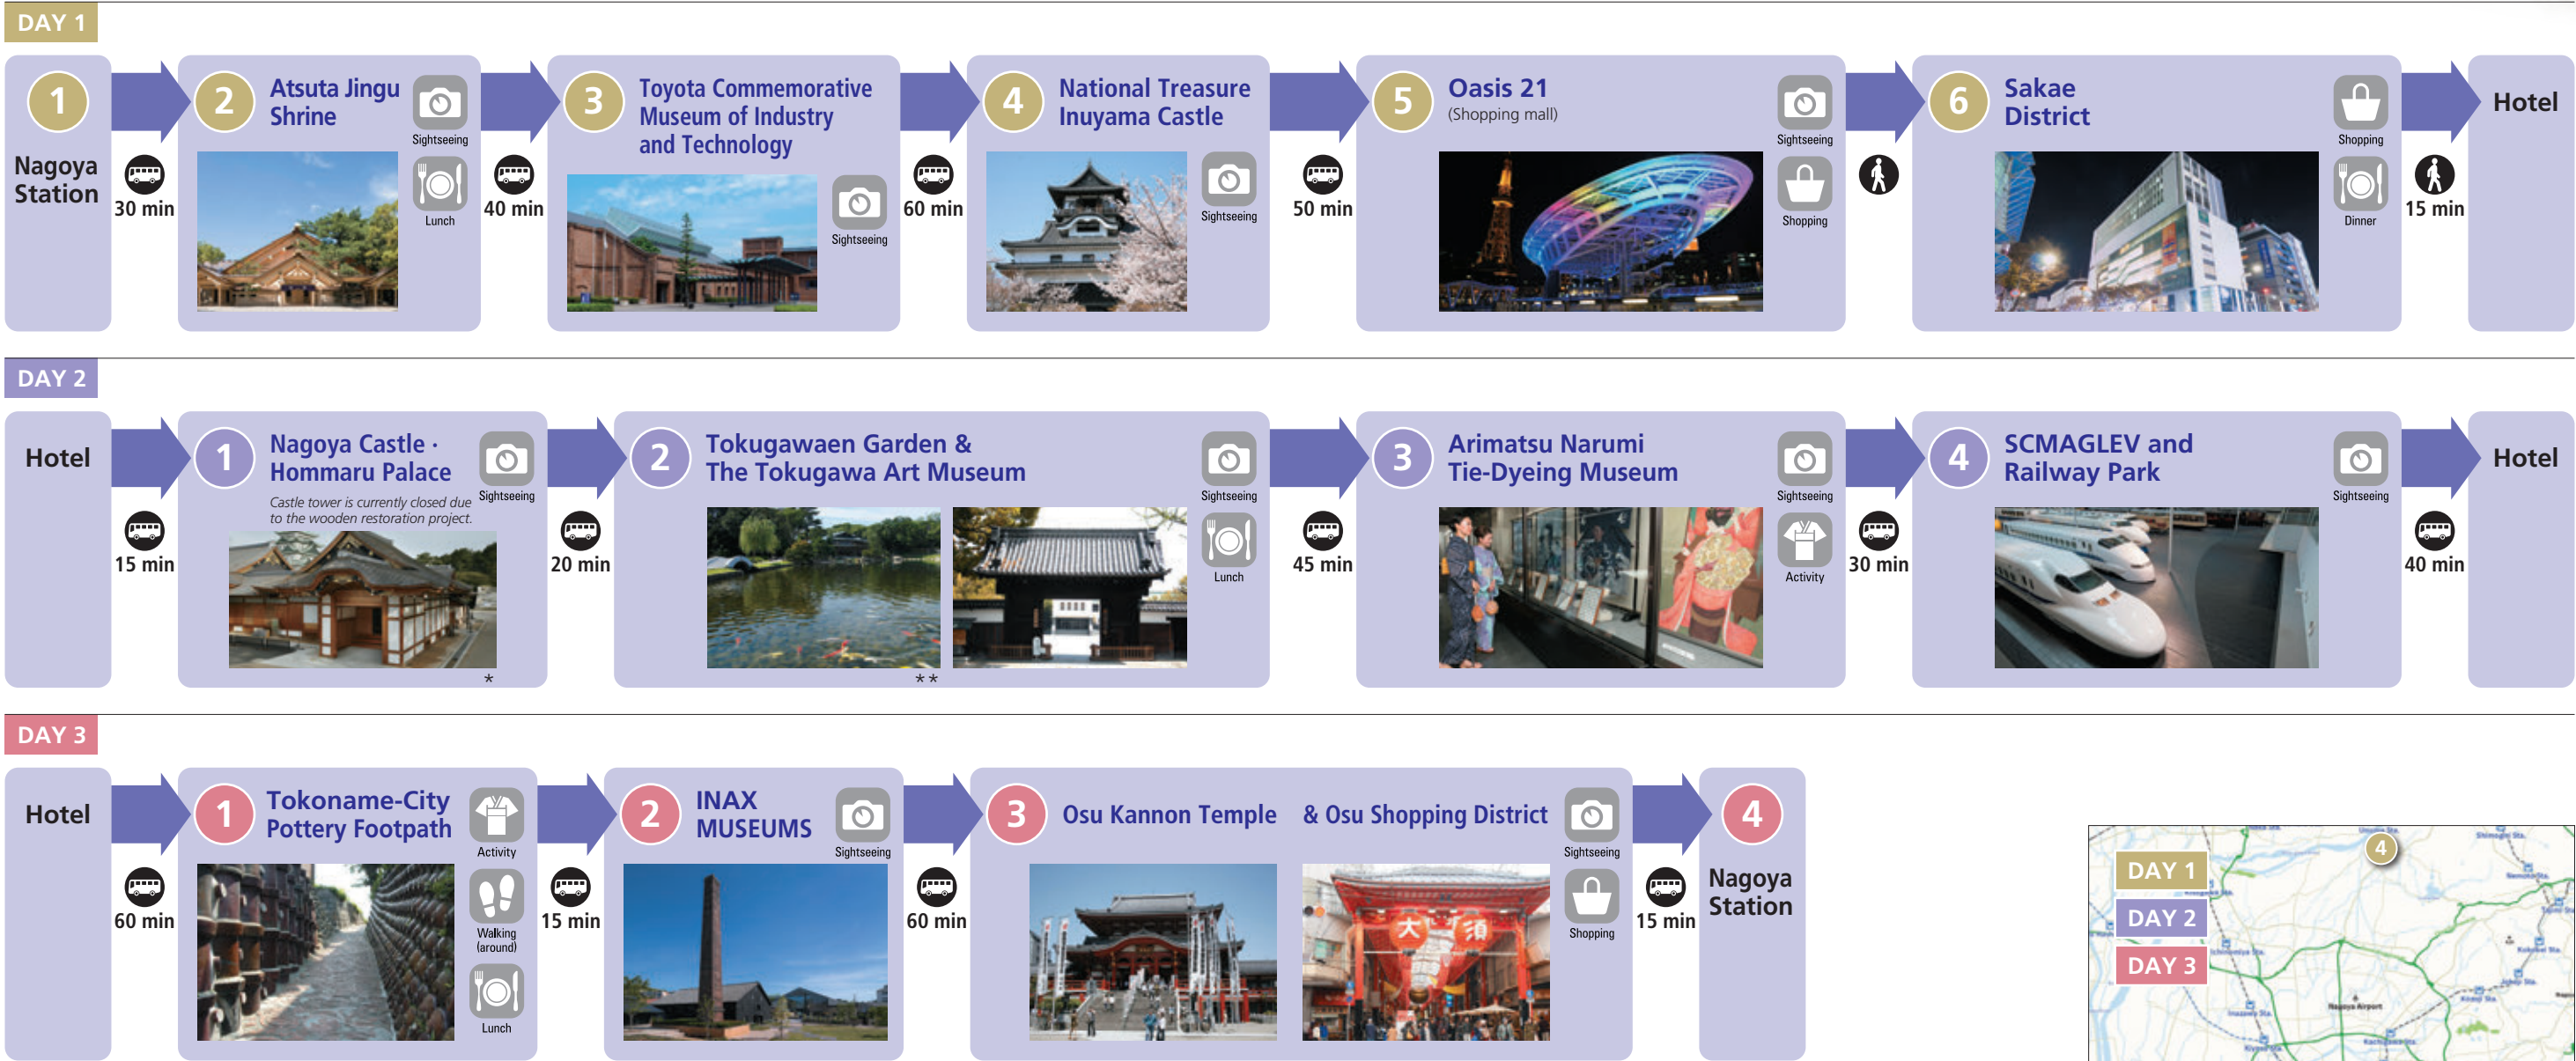 DAY 1
1
Nagoya
Station
30 min
2
Atsuta Jingu
Shrine
Sightseeing
Lunch
40 min
3
Toyota Commemorative
Museum of Industry
and Technology
Sightseeing
60 min
4
National Treasure
Inuyama Castle
Sightseeing
50 min
5
Oasis 21
(Shopping mall)
Sightseeing
Shopping
6
Sakae
District
Shopping
Dinner
15 min
Hotel
DAY 2
Hotel
15 min
1
Nagoya Castle ·
Hommaru Palace
Castle tower is currently closed due
to the wooden restoration project.
Sightseeing
*
20 min
2
Tokugawaen Garden &
The Tokugawa Art Museum
Sightseeing
Lunch
**
45 min
3
Arimatsu Narumi
Tie-Dyeing Museum
Sightseeing
Activity
30 min
4
SCMAGLEV and
Railway Park
Sightseeing
40 min
Hotel
DAY 3
Hotel
60 min
1
Tokoname-City
Pottery Footpath
Activity
Walking
(around)
Lunch
15 min
2
INAX
MUSEUMS
Sightseeing
60 min
3
Osu Kannon Temple & Osu Shopping District
大 須
Sightseeing
Shopping
15 min
4
Nagoya
Station
DAY 1
DAY 2
DAY 3
4
Nagoya Airport